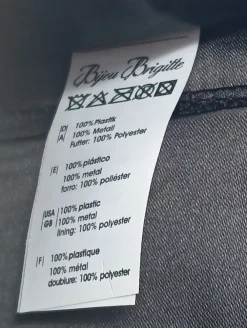 Bijou Brigitte
|D| 100% Plastik
|A| 100% Metall
Futter: 100% Polyester
|E| 100% plástico
100% metal
forro: 100% poliéster
|USA| 100% plastic
GB| 100% metal
lining: 100% polyester
|F| 100% plastique
100% métal
doublure: 100% polyester